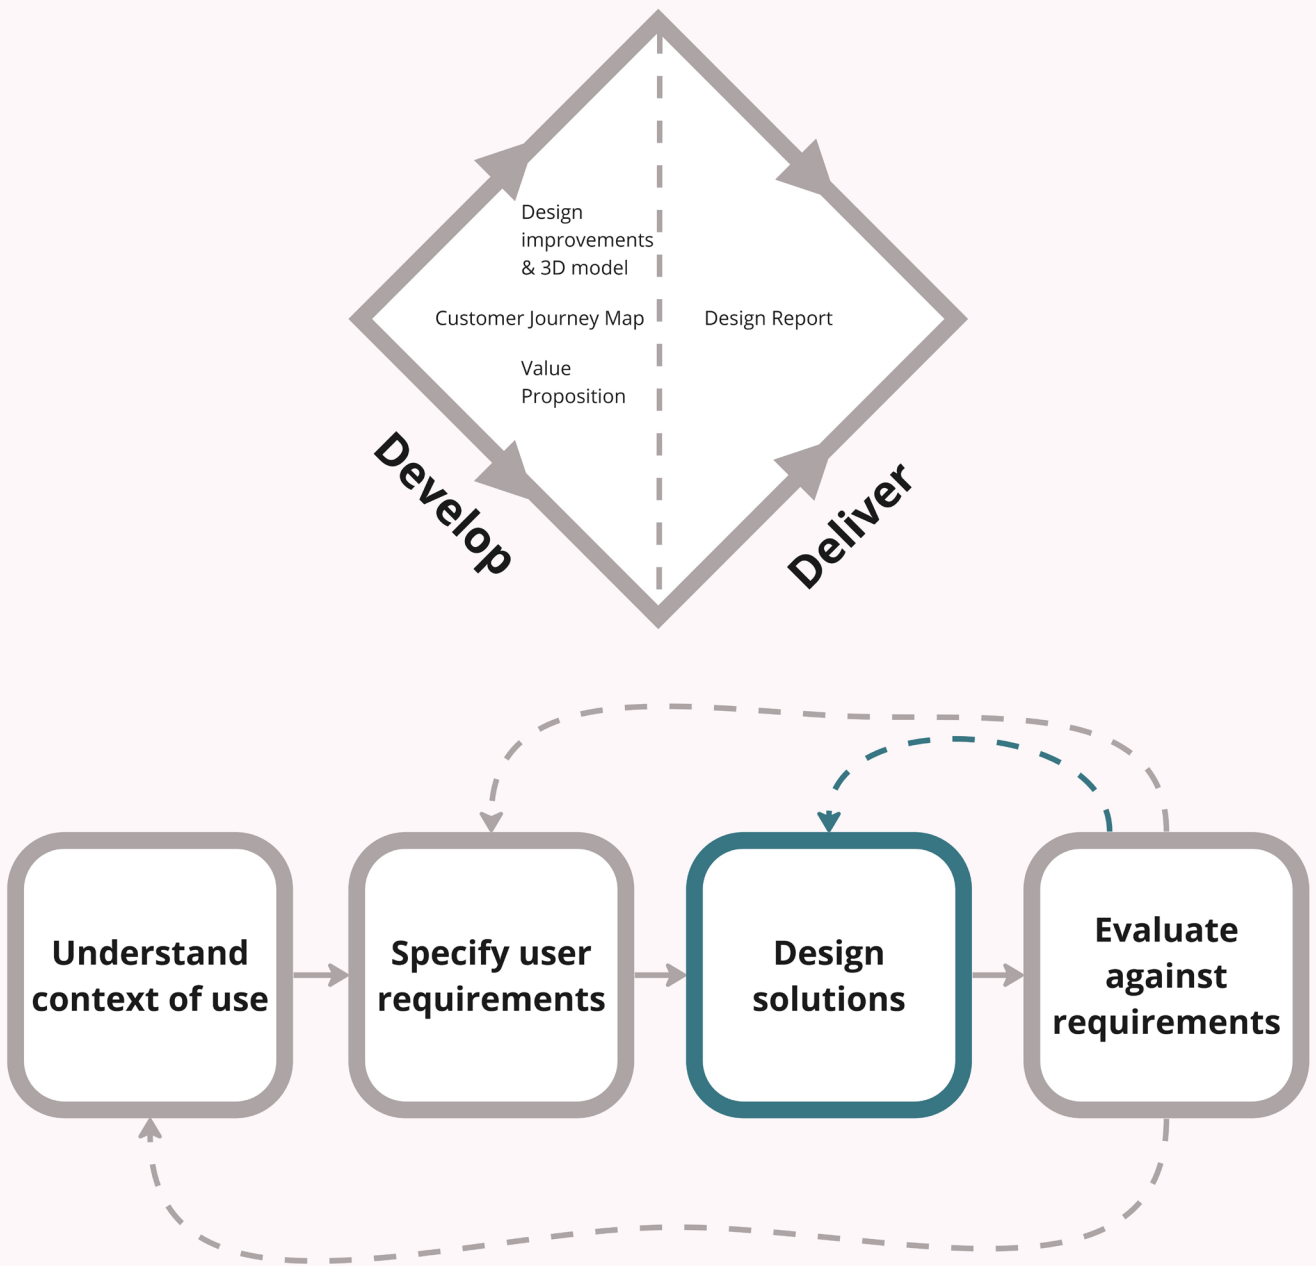 Design
improvements
& 3D model
Customer Journey Map
Design Report
Value
Proposition
Develop
Deliver
Understand
context of use
Specify user
requirements
Design
solutions
Evaluate
against
requirements